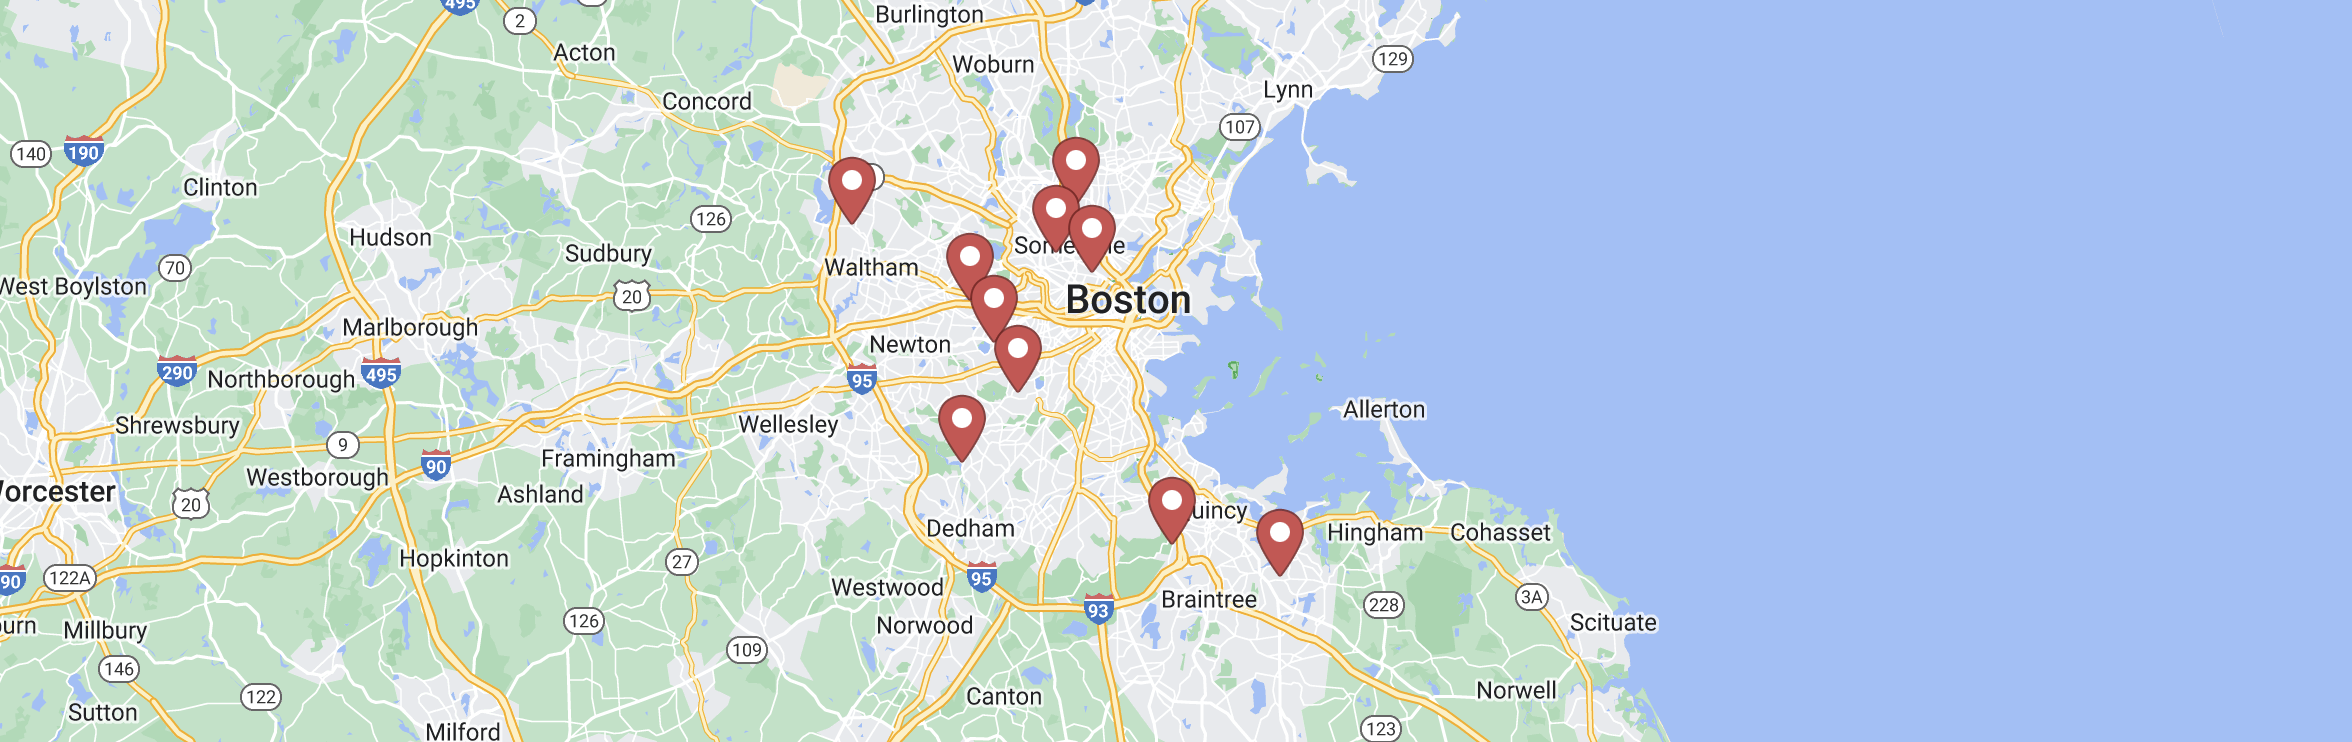 495
2
Burlington
Acton
Woburn
129
Concord
Lynn
107
140
190
Clinton
126
Hudson
Sudbury
Waltham
70
West Boylston
20
Boston
Marlborough
Newton
290
Northborough
495
95
Allerton
Shrewsbury
Wellesley
9
Framingham
90
Westborough
Worcester
Ashland
20
uincy
Dedham
Hingham
Cohasset
Hopkinton
27
90
122A
95
Westwood
Braintree
93
228
3A
126
urn
Millbury
Norwood
Scituate
109
146
122
Canton
Norwell
Sutton
Milford
123